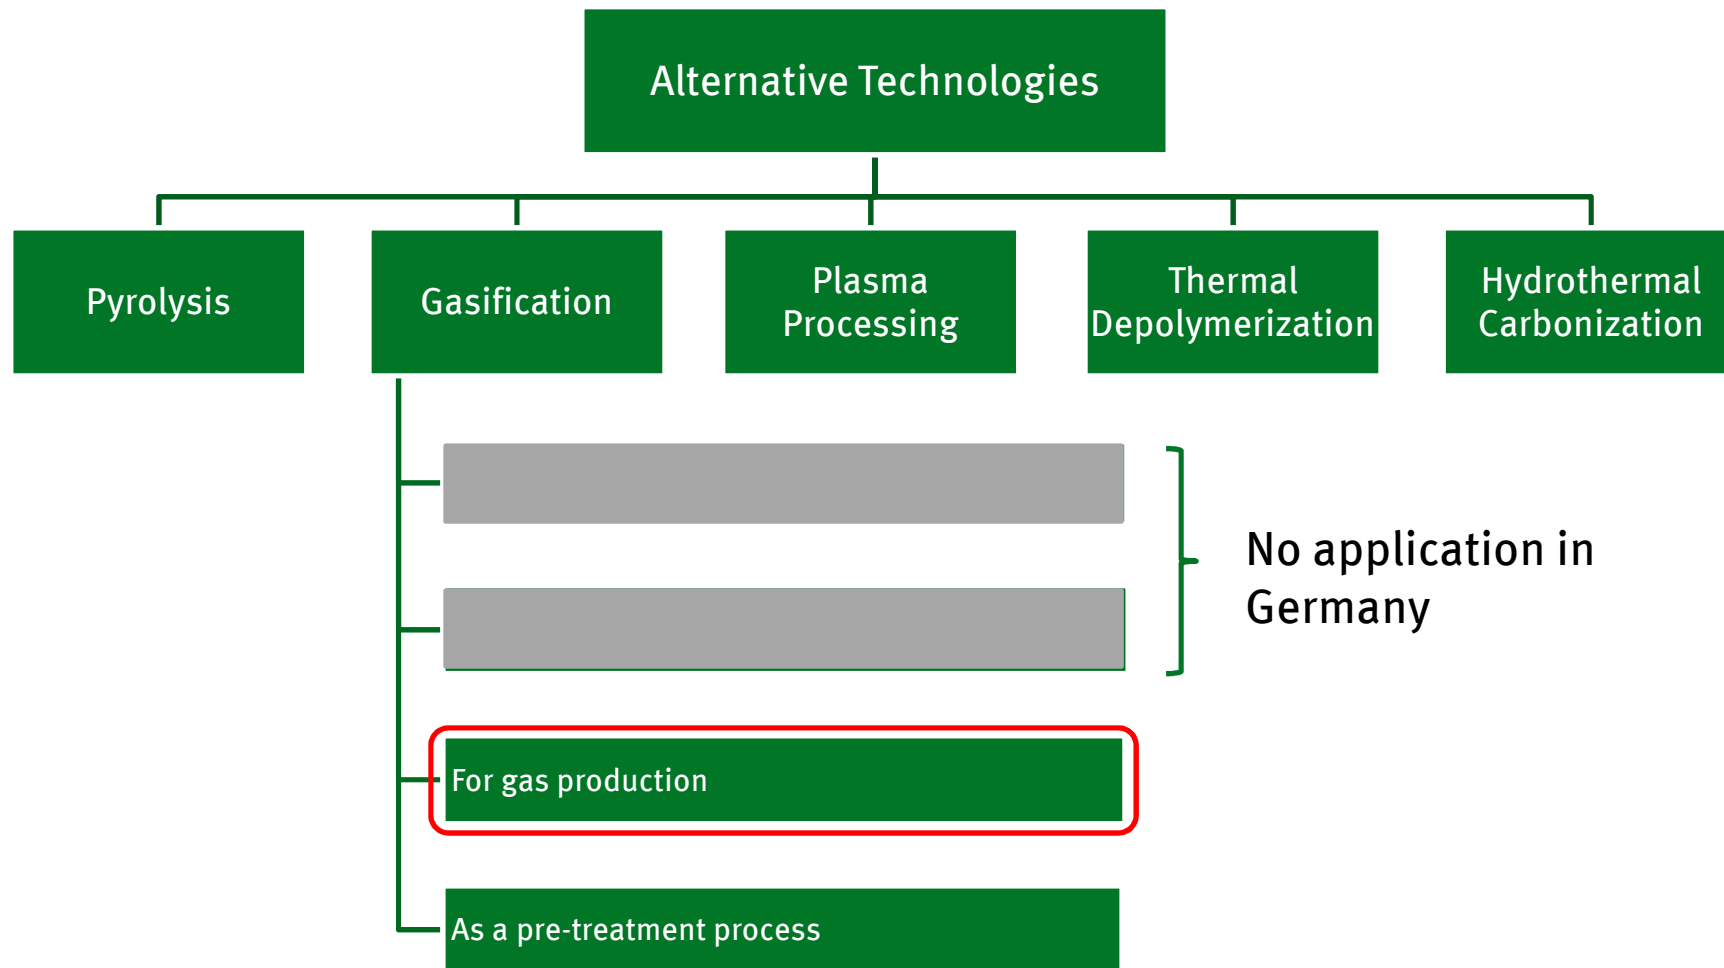 Alternative Technologies
Pyrolysis
Gasification
Plasma
Processing
Thermal
Depolymerization
Hydrothermal
Carbonization
No application in
Germany
For gas production
As a pre-treatment process